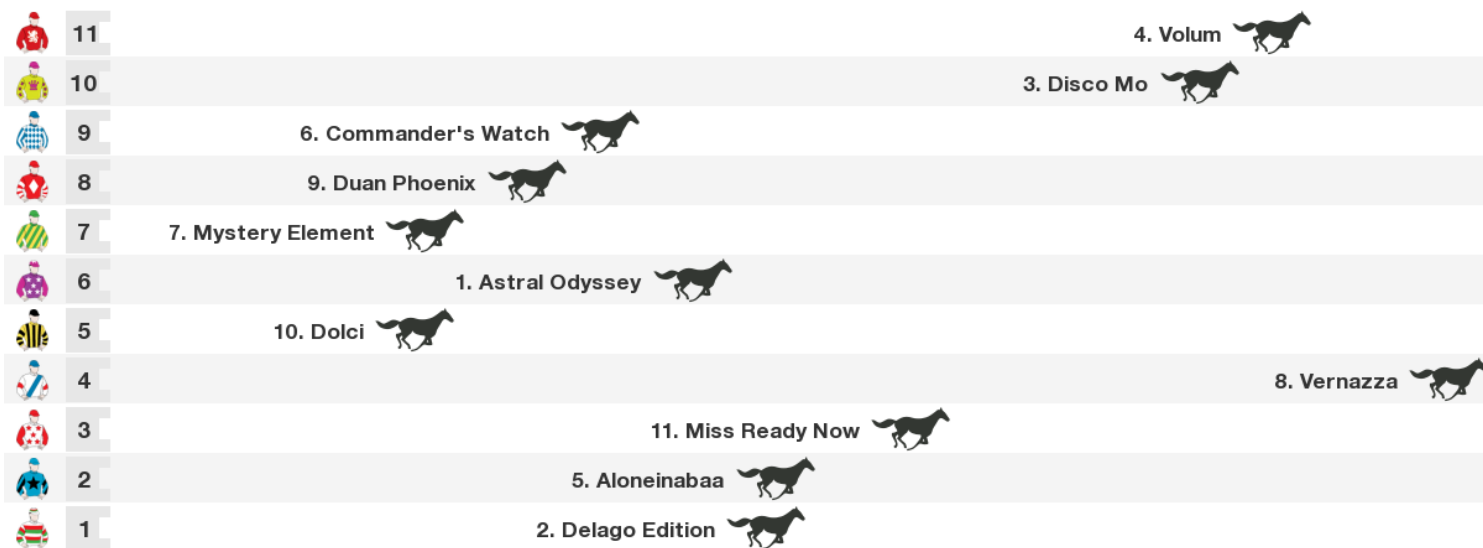 11 4. Volum
10 3. Disco Mo
9 6. Commander's Watch
8 9. Duan Phoenix
7 7. Mystery Element
6 1. Astral Odyssey
5 10. Dolci
4 8. Vernazza
3 11. Miss Ready Now
2 5. Aloneinabaa
1 2. Delago Edition